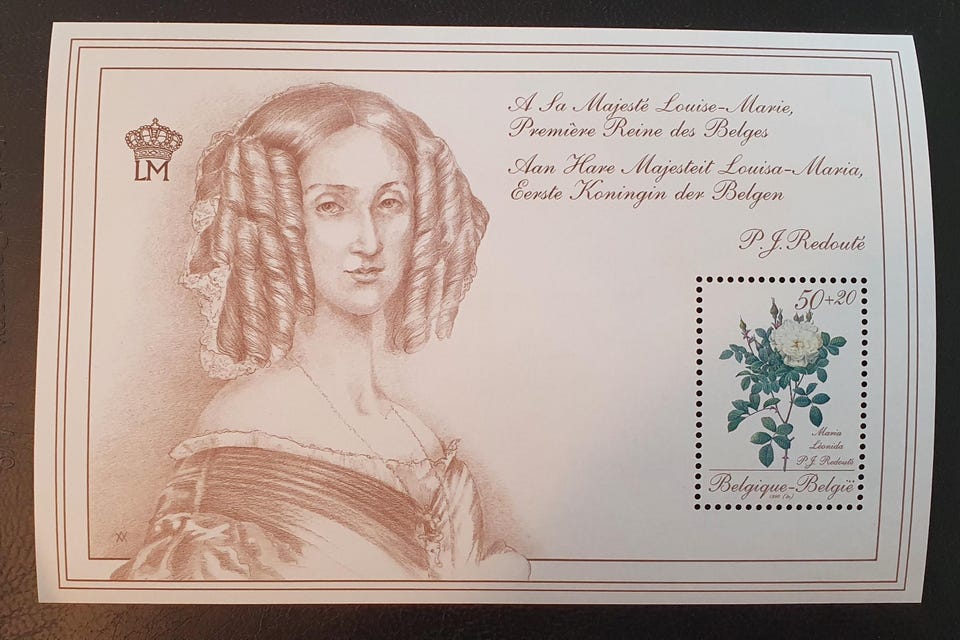 LM
A Sa Majesté Louise-Marie,
Première Reine des Belges
Aan Hare Majesteit Louisa-Maria,
Eerste Koningin der Belgen
P.J. Redouté
50+20
Maria
Léonida
P.J. Redouté
Belgique-België